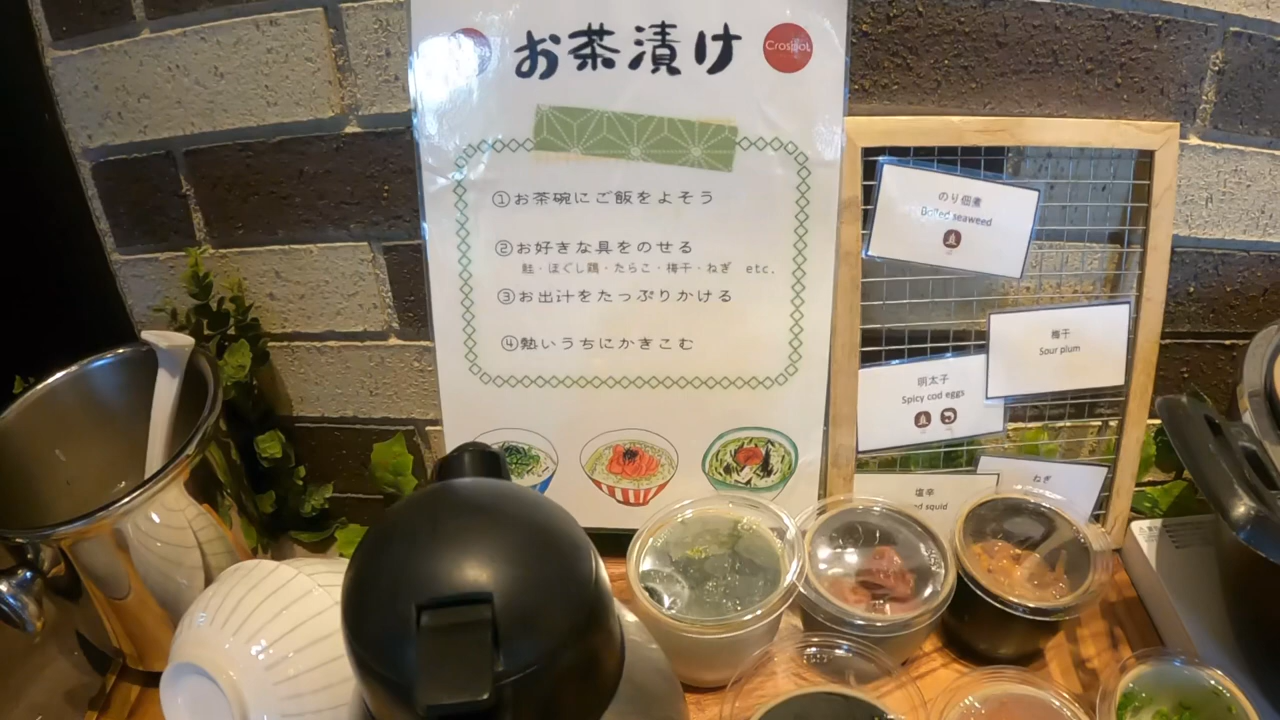 お茶漬け
Crospot
①お茶碗にご飯をよそう
②お好きな具をのせる
鮭・ほぐし鶏・たらこ・梅干・ねぎ etc.
③お出汁をたっぷりかける
④熱いうちにかきこむ
のり佃煮
Boiled seaweed
梅干
Sour plum
明太子
Spicy cod eggs
ねぎ
塩辛
squid